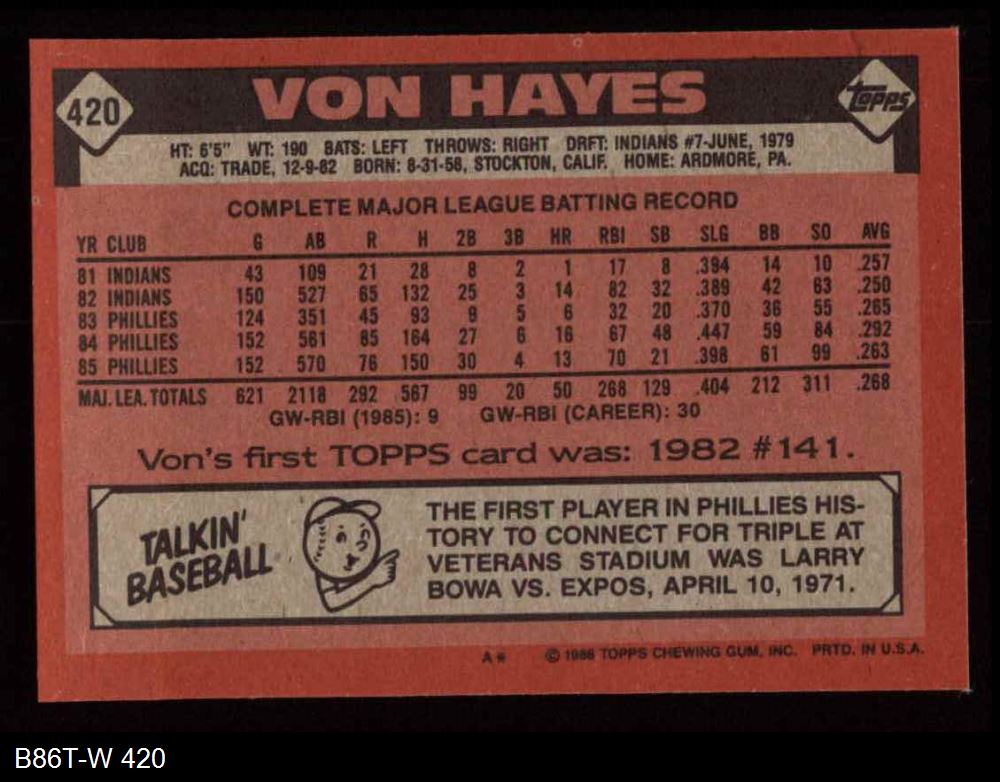 420
VON HAYES
Topps
HT: 6'5" WT: 190 BATS: LEFT THROWS: RIGHT DRFT: INDIANS #7-JUNE, 1979
ACQ: TRADE, 12-9-82 BORN: 8-31-58, STOCKTON, CALIF. HOME: ARDMORE, PA.
COMPLETE MAJOR LEAGUE BATTING RECORD
YR CLUB G AB R H 2B 3B HR RBI SB SLG BB SO AVG
81 INDIANS 43 109 21 28 8 2 1 17 8 .394 14 10 .257
82 INDIANS 150 527 65 132 25 3 14 82 32 .389 42 63 .250
83 PHILLIES 124 351 45 93 9 5 6 32 20 .370 36 55 .265
84 PHILLIES 152 561 85 164 27 6 16 67 48 .447 59 84 .292
85 PHILLIES 152 570 76 150 30 4 13 70 21 .398 61 99 .263
MAJ. LEA. TOTALS 621 2118 292 567 99 20 50 268 129 .404 212 311 .268
GW-RBI (1985): 9 GW-RBI (CAREER): 30
Von's first TOPPS card was: 1982 #141.
TALKIN'
BASEBALL
THE FIRST PLAYER IN PHILLIES HIS-
TORY TO CONNECT FOR TRIPLE AT
VETERANS STADIUM WAS LARRY
BOWA VS. EXPOS, APRIL 10, 1971.
A* © 1986 TOPPS CHEWING GUM, INC. PRTD. IN U.S.A.
B86T-W 420